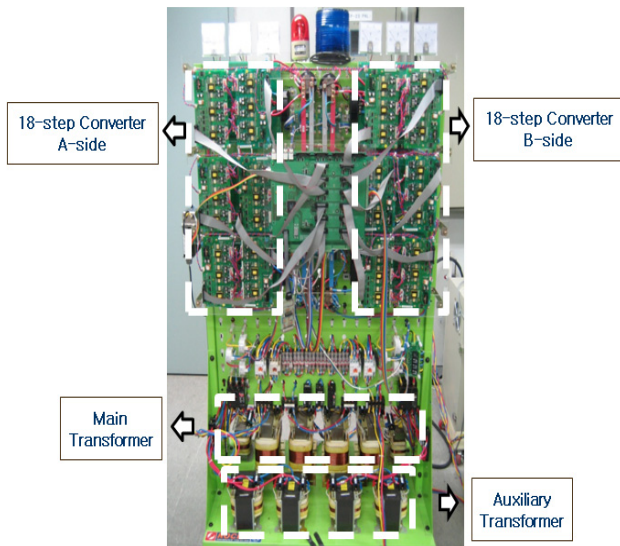 18-step Converter
A-side
18-step Converter
B-side
Main
Transformer
Auxiliary
Transformer